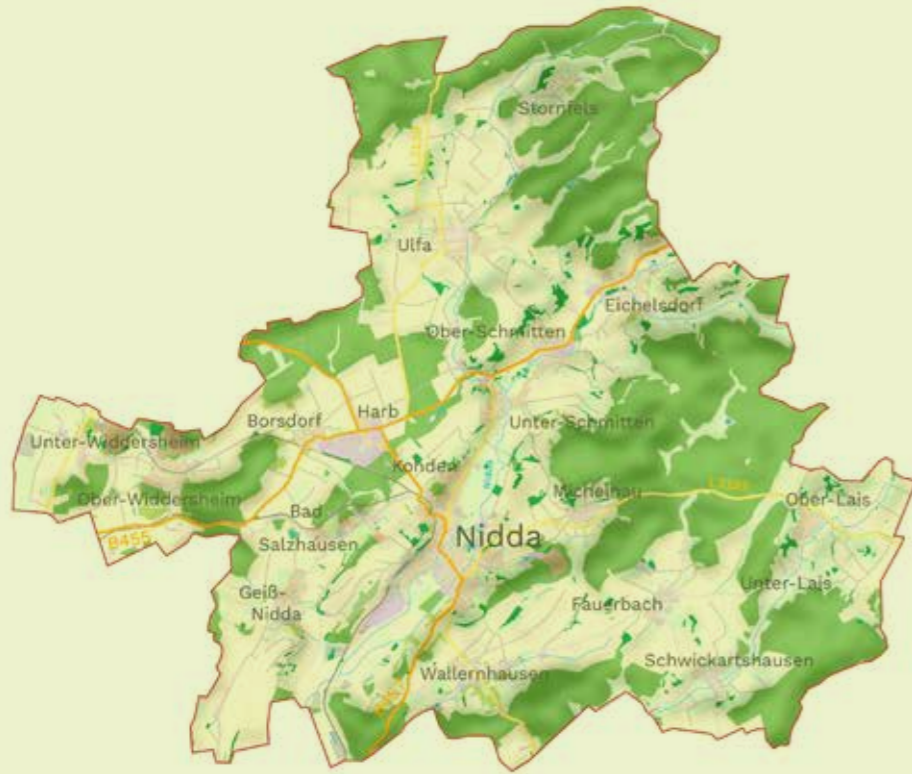 Stornfels
Ulfa
Eichelsdorf
Ober-Schmitten
Harb
Borsdorf
Unter-Schmitten
Unter-Widdersheim
Ober-Widdersheim
Michelnau
Ober-Lais
Bad
Salzhausen
B455
Nidda
Unter-Lais
Geiß-
Nidda
Fauerbach
Wallernhausen
Schwickartshausen